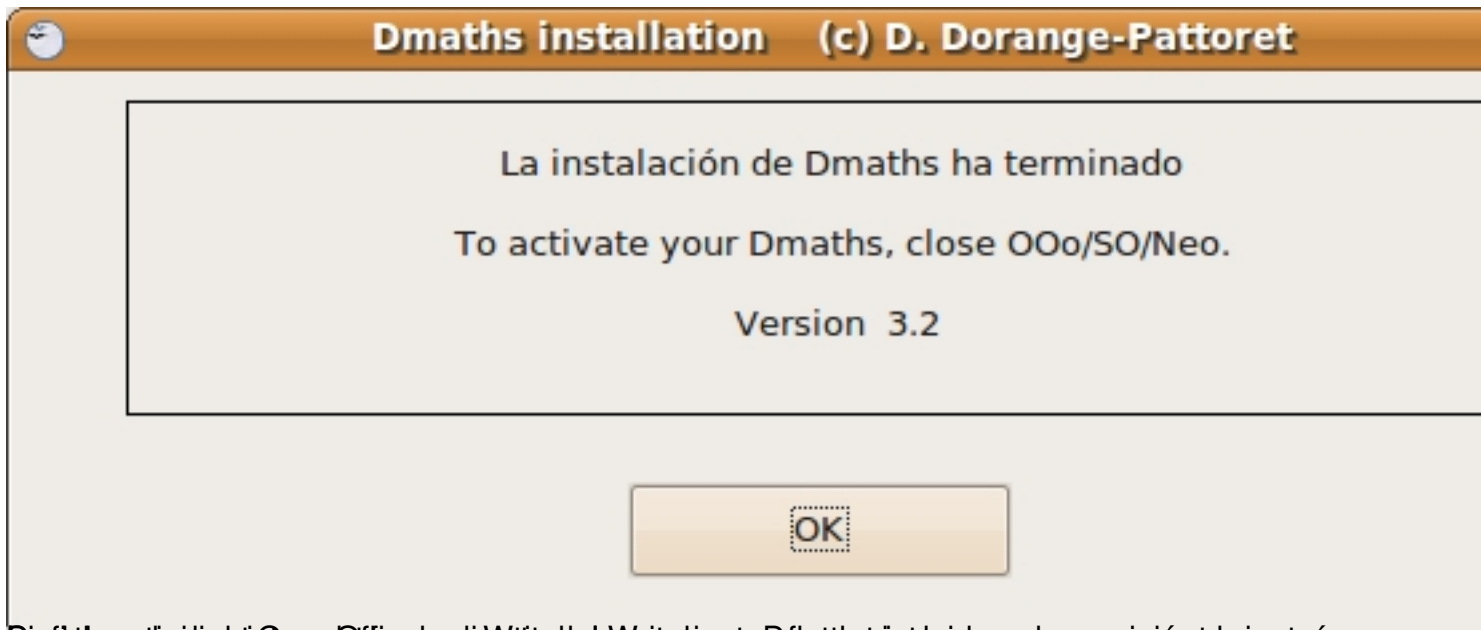 Dmaths installation (c) D. Dorange-Pattoret
La instalación de Dmaths ha terminado
To activate your Dmaths, close OOo/SO/Neo.
Version 3.2
OK